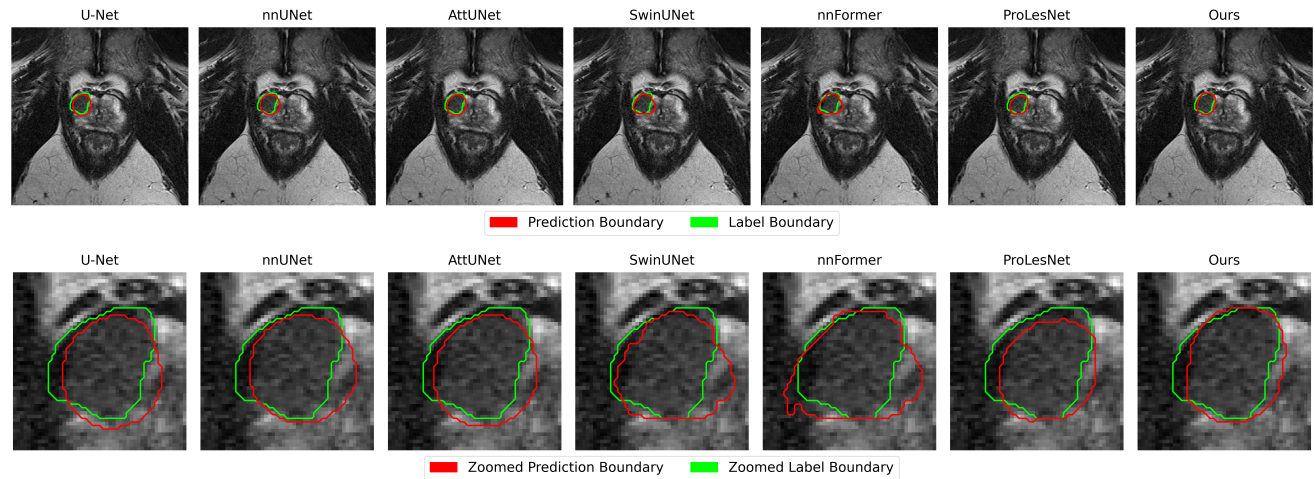 U-Net nnUNet AttUNet SwinUNet nnFormer ProLesNet Ours
Prediction Boundary Label Boundary
U-Net nnUNet AttUNet SwinUNet nnFormer ProLesNet Ours
Zoomed Prediction Boundary Zoomed Label Boundary